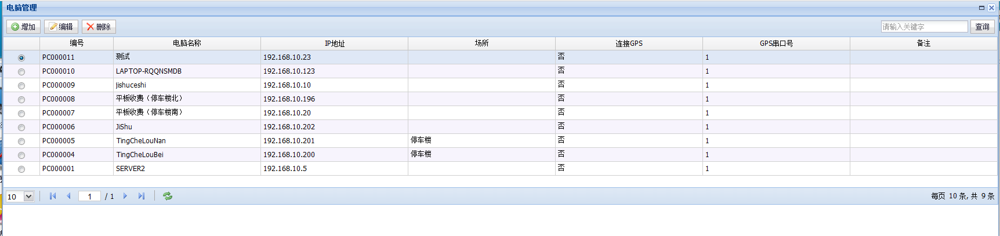 电脑管理
增加 编辑 删除 请输入关键字 查询
编号 电脑名称 IP地址 场所 连接GPS GPS串口号 备注
PC000011 测试 192.168.10.23 否 1
PC000010 LAPTOP-RQQNSMDB 192.168.10.123 否 1
PC000009 jishuceshi 192.168.10.10 否 1
PC000008 平板收费（停车楼北） 192.168.10.196 否 1
PC000007 平板收费（停车楼南） 192.168.10.20 否 1
PC000006 JiShu 192.168.10.202 否 1
PC000005 TingCheLouNan 192.168.10.201 停车楼 否 1
PC000004 TingCheLouBei 192.168.10.200 停车楼 否 1
PC000001 SERVER2 192.168.10.5 否 1
10 1 / 1 每页 10 条, 共 9 条